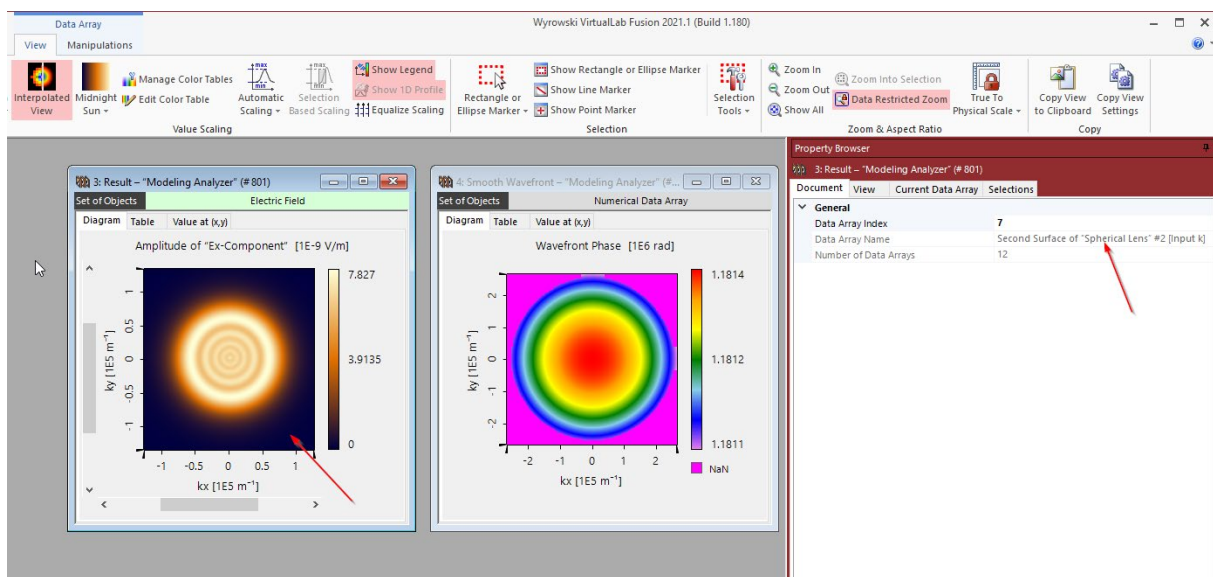 Data Array
Wyrowski VirtualLab Fusion 2021.1 (Build 1.180)
View Manipulations
Interpolated View
Midnight Sun
Manage Color Tables
Edit Color Table
Automatic Scaling
Selection Based Scaling
Show Legend
Show 1D Profile
Equalize Scaling
Value Scaling
Rectangle or Ellipse Marker
Show Rectangle or Ellipse Marker
Show Line Marker
Show Point Marker
Selection Tools
Selection
Zoom In
Zoom Out
Show All
Zoom Into Selection
Data Restricted Zoom
True To Physical Scale
Zoom & Aspect Ratio
Copy View to Clipboard
Copy View Settings
Copy
3: Result – "Modeling Analyzer" (# 801)
Set of Objects Electric Field
Diagram Table Value at (x,y)
Amplitude of "Ex-Component" [1E-9 V/m]
7.827
3.9135
0
ky [1E5 m⁻¹]
0.5
0
-0.5
-1
-1 -0.5 0 0.5 1
kx [1E5 m⁻¹]
4: Smooth Wavefront – "Modeling Analyzer" (#...
Set of Objects Numerical Data Array
Diagram Table Value at (x,y)
Wavefront Phase [1E6 rad]
1.1814
1.1812
1.1811
NaN
ky [1E5 m⁻¹]
2
1
0
-1
-2
-2 -1 0 1 2
kx [1E5 m⁻¹]
Property Browser
3: Result – "Modeling Analyzer" (# 801)
Document View Current Data Array Selections
General
Data Array Index 7
Data Array Name Second Surface of "Spherical Lens" #2 [Input k]
Number of Data Arrays 12